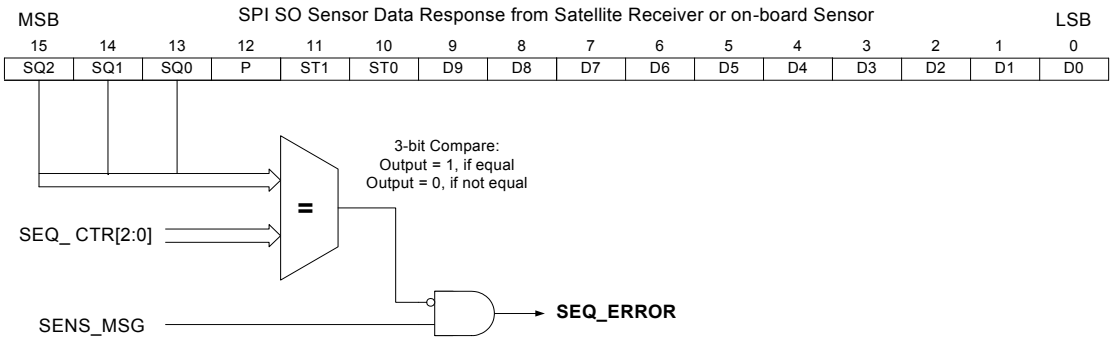 MSB SPI SO Sensor Data Response from Satellite Receiver or on-board Sensor LSB
15 14 13 12 11 10 9 8 7 6 5 4 3 2 1 0
SQ2 SQ1 SQ0 P ST1 ST0 D9 D8 D7 D6 D5 D4 D3 D2 D1 D0
3-bit Compare:
Output = 1, if equal
Output = 0, if not equal
=
SEQ_ CTR[2:0]
SEQ_ERROR
SENS_MSG